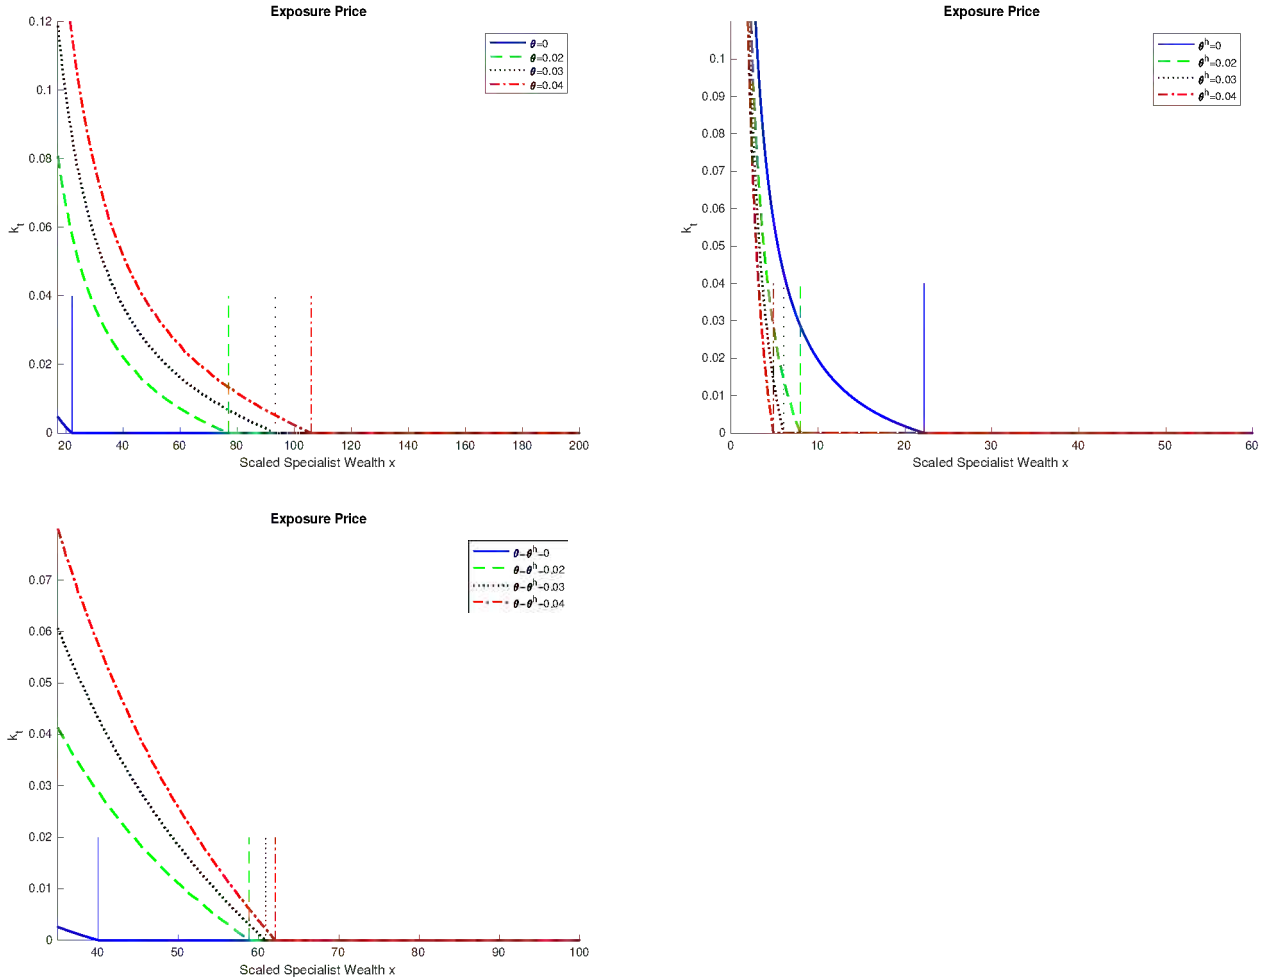 Exposure Price
0.12
0.1
0.08
0.06
0.04
0.02
0
k_t
20 40 60 80 100 120 140 160 180 200
Scaled Specialist Wealth x
θ=0
θ=0.02
θ=0.03
θ=0.04
Exposure Price
0.1
0.09
0.08
0.07
0.06
0.05
0.04
0.03
0.02
0.01
0
k_t
0 10 20 30 40 50 60
Scaled Specialist Wealth x
θ^h=0
θ^h=0.02
θ^h=0.03
θ^h=0.04
Exposure Price
0.07
0.06
0.05
0.04
0.03
0.02
0.01
0
k_t
40 50 60 70 80 90 100
Scaled Specialist Wealth x
θ=θ^h=0
θ=θ^h=0.02
θ=θ^h=0.03
θ=θ^h=0.04